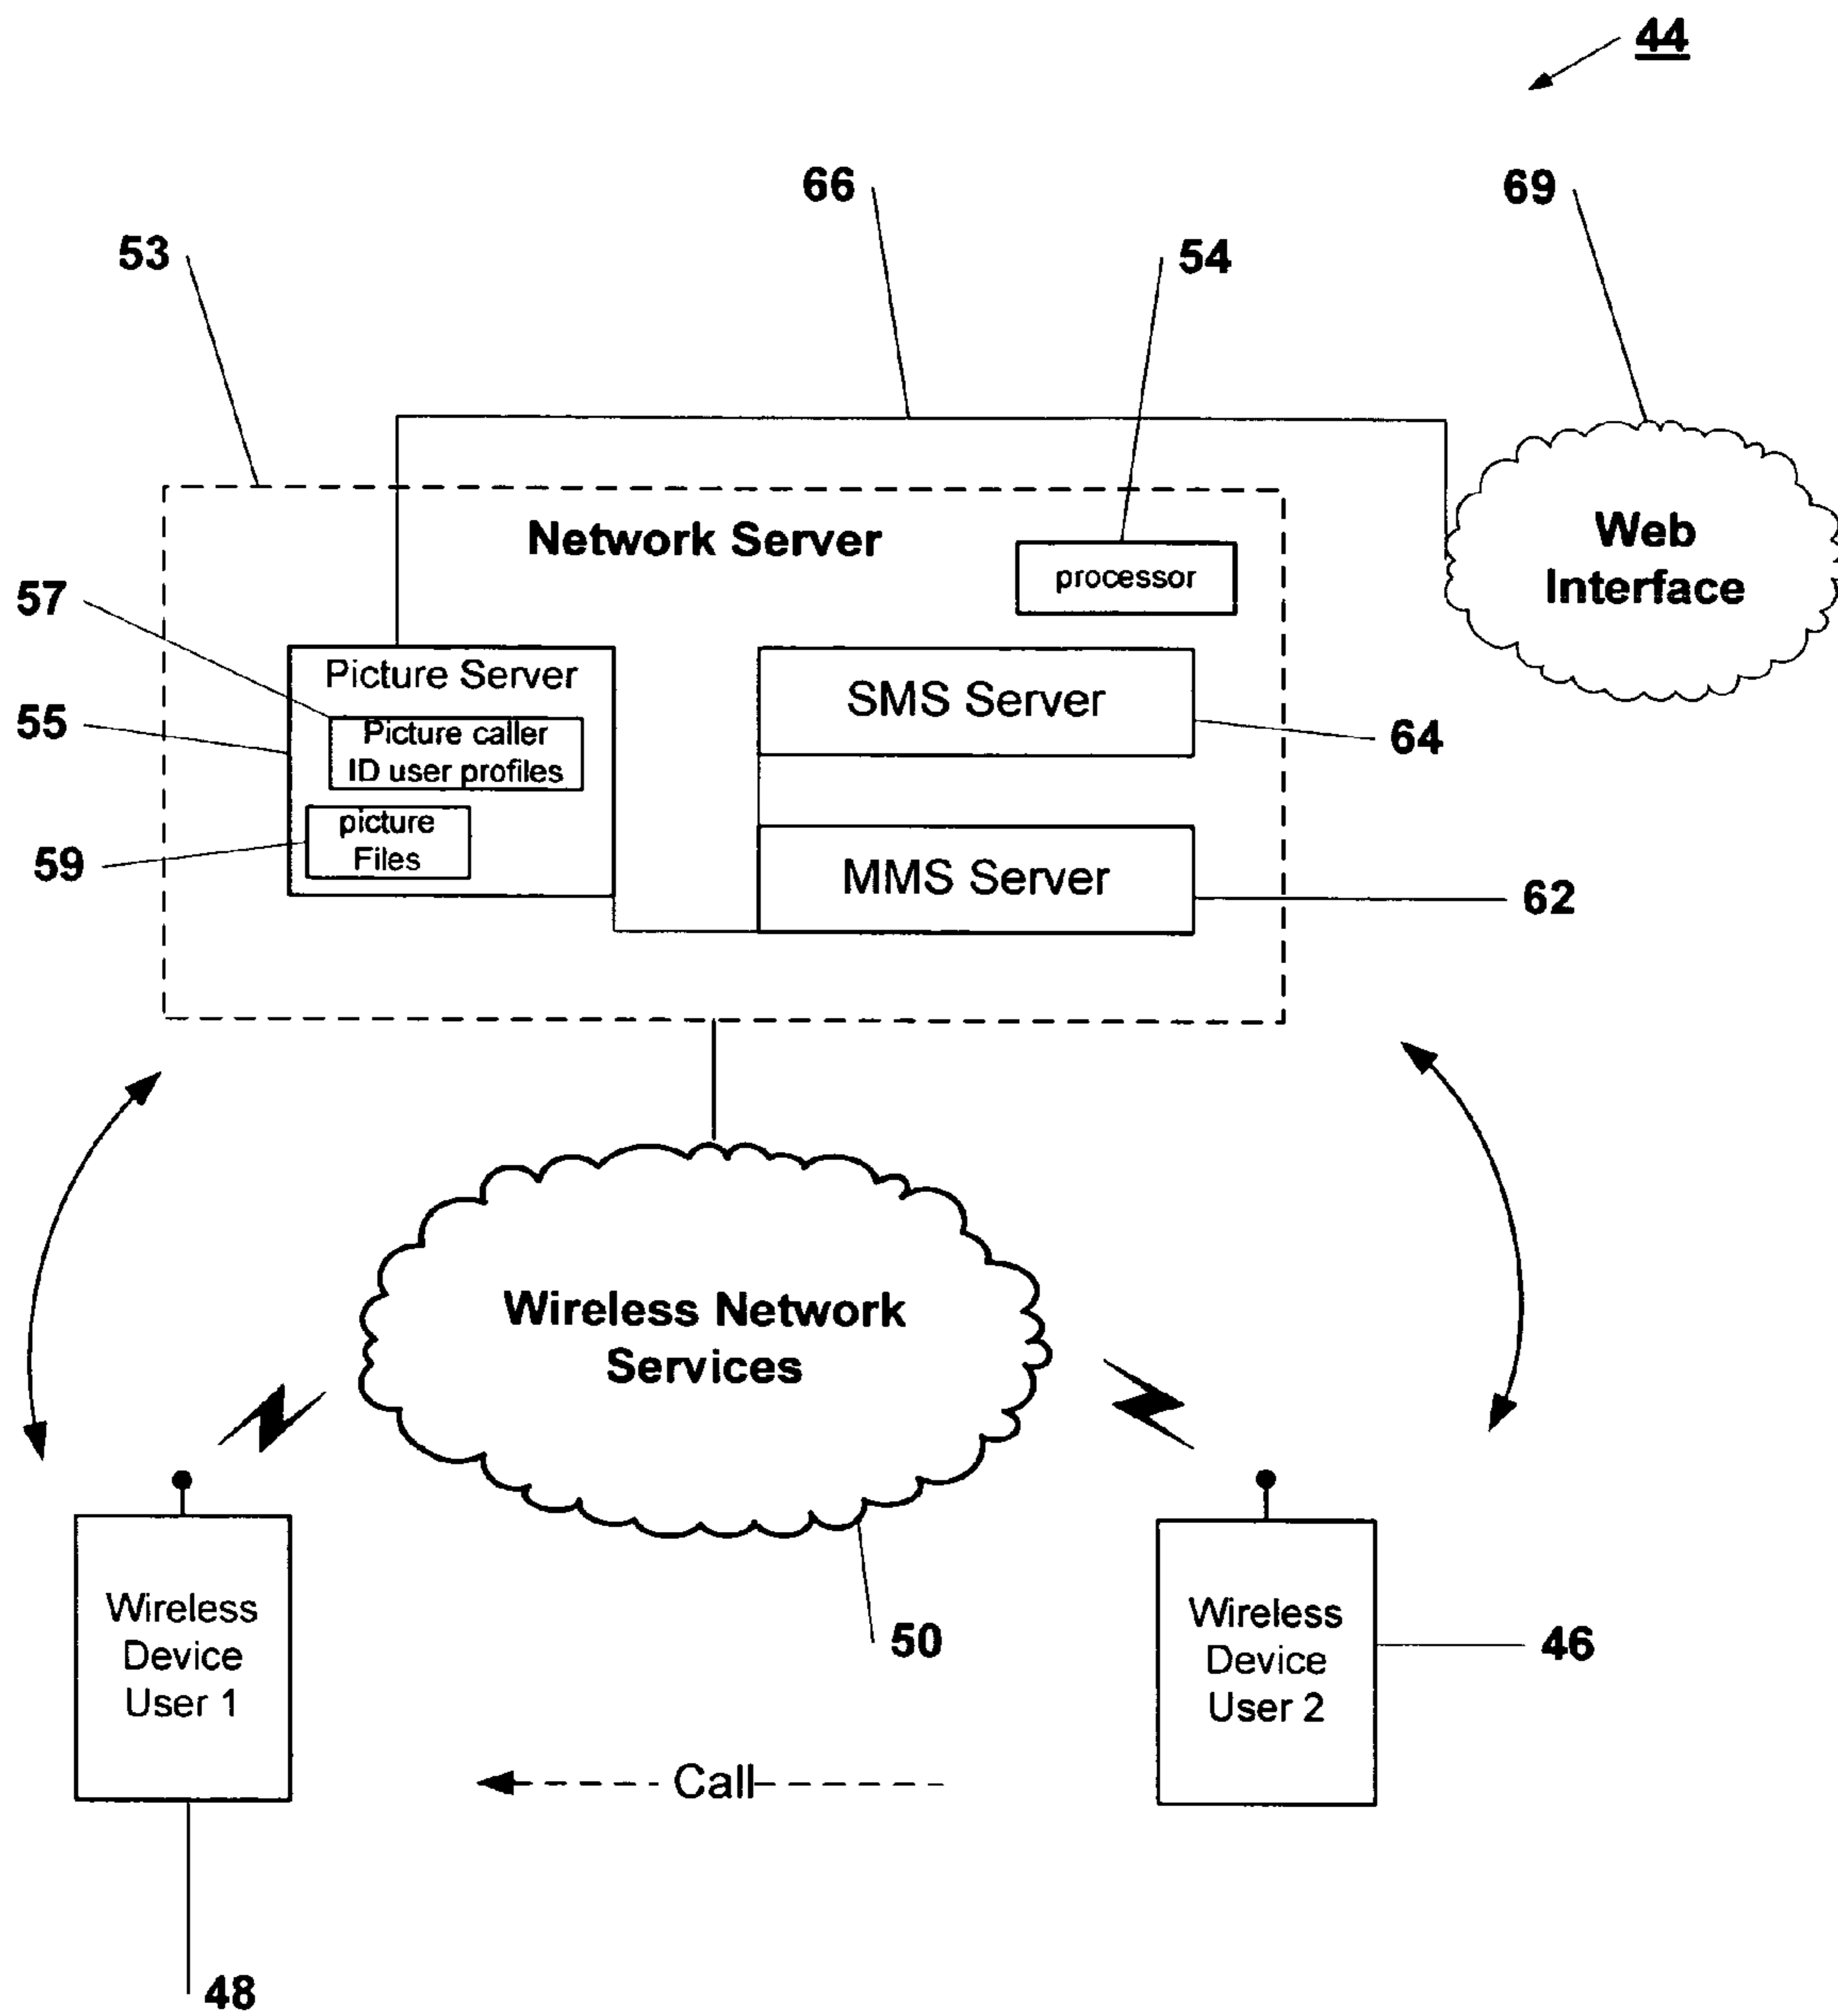 44
66
69
53
54
Network Server
processor
Web
Interface
57
Picture Server
55
SMS Server
64
Picture caller
ID user profiles
picture
Files
59
MMS Server
62
Wireless Network
Services
50
Wireless
Device
User 1
Wireless
Device
User 2
46
Call
48